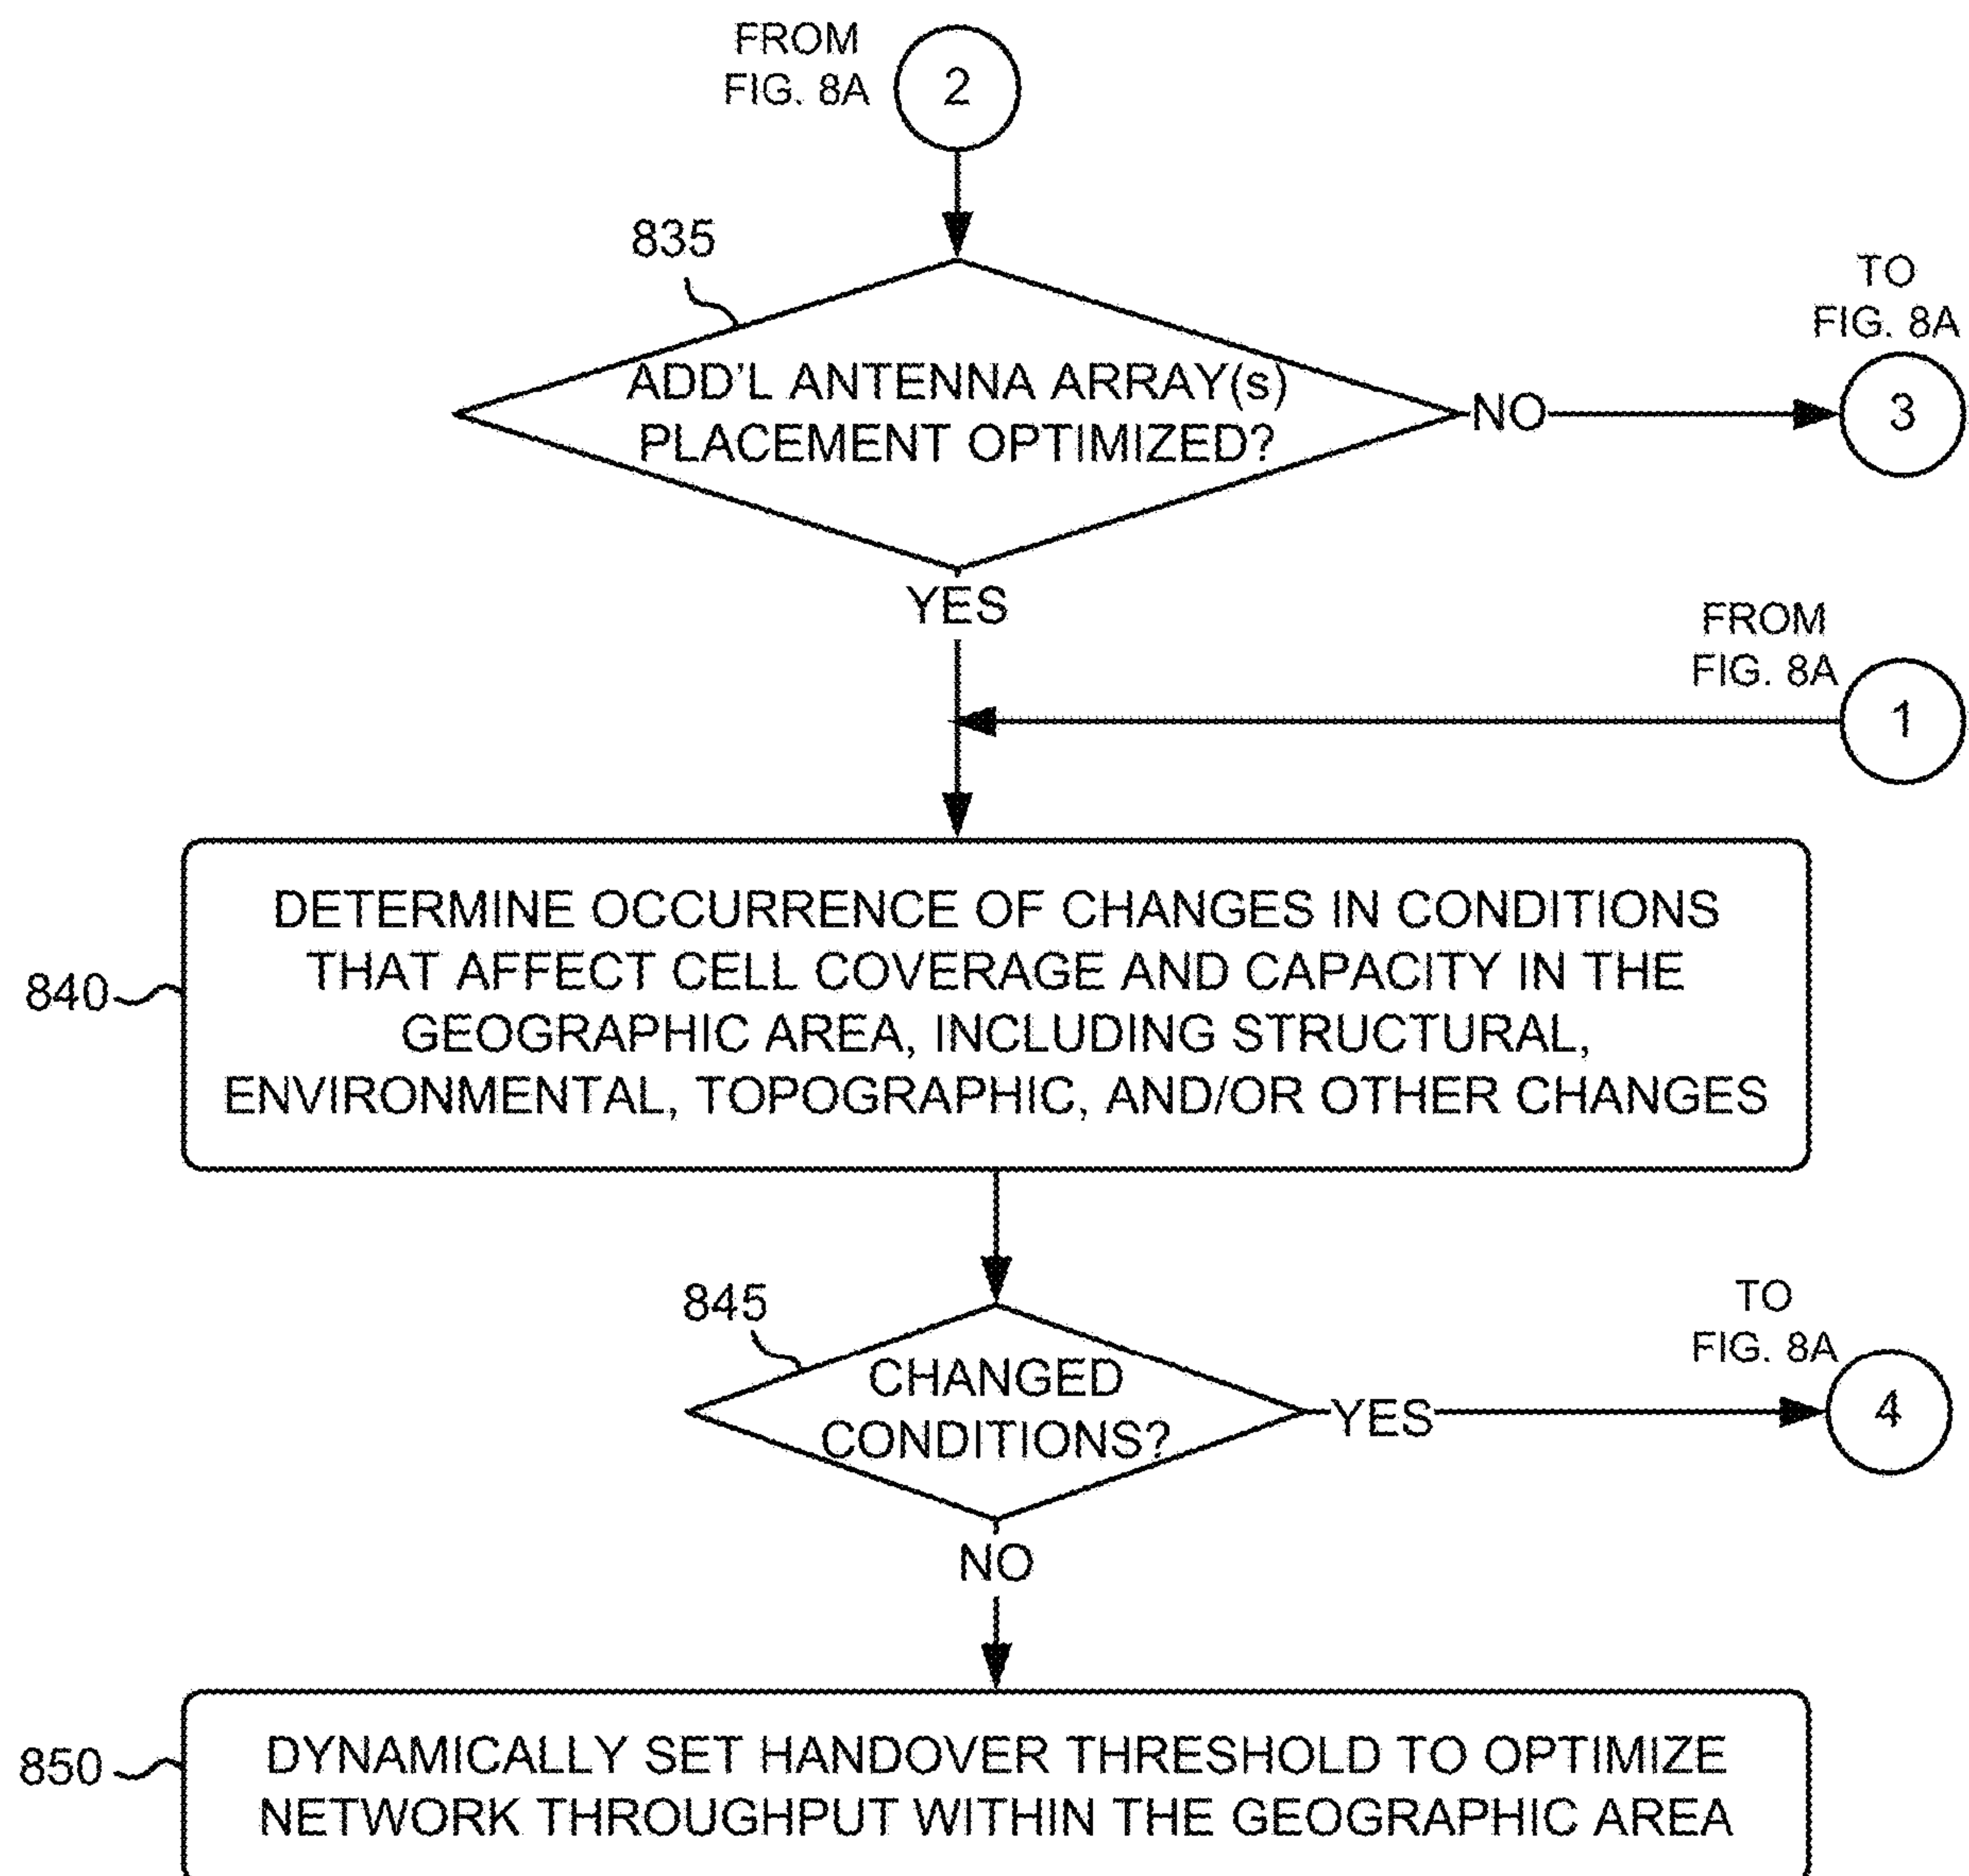 FROM
FIG. 8A
2
835
ADD'L ANTENNA ARRAY(s)
PLACEMENT OPTIMIZED?
NO
TO
FIG. 8A
3
YES
FROM
FIG. 8A
1
840
DETERMINE OCCURRENCE OF CHANGES IN CONDITIONS
THAT AFFECT CELL COVERAGE AND CAPACITY IN THE
GEOGRAPHIC AREA, INCLUDING STRUCTURAL,
ENVIRONMENTAL, TOPOGRAPHIC, AND/OR OTHER CHANGES
845
CHANGED
CONDITIONS?
YES
TO
FIG. 8A
4
NO
850
DYNAMICALLY SET HANDOVER THRESHOLD TO OPTIMIZE
NETWORK THROUGHPUT WITHIN THE GEOGRAPHIC AREA